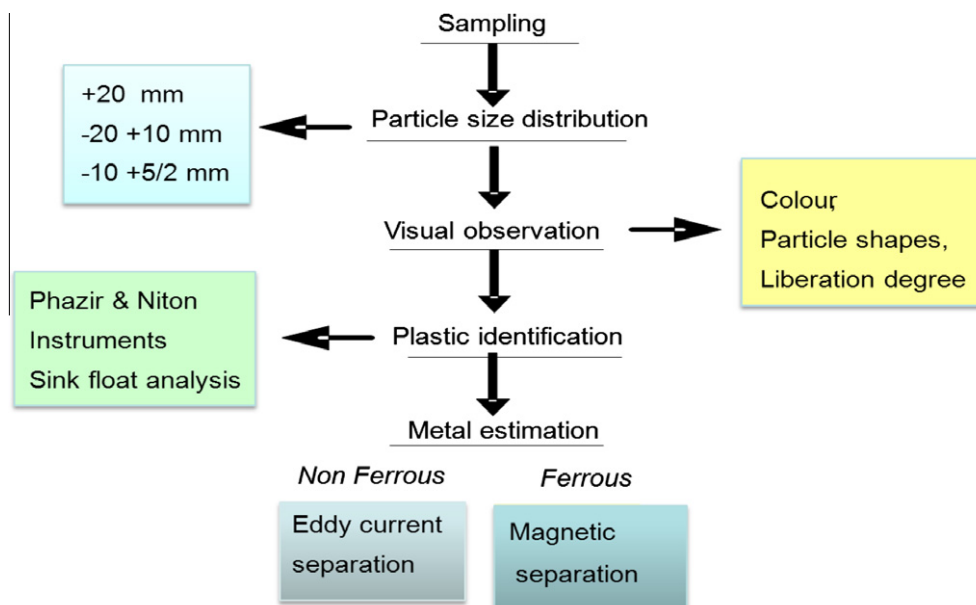 Sampling
+20 mm
-20 +10 mm
-10 +5/2 mm
Particle size distribution
Visual observation
Colour,
Particle shapes,
Liberation degree
Phazir & Niton
Instruments
Sink float analysis
Plastic identification
Metal estimation
Non Ferrous
Ferrous
Eddy current
separation
Magnetic
separation